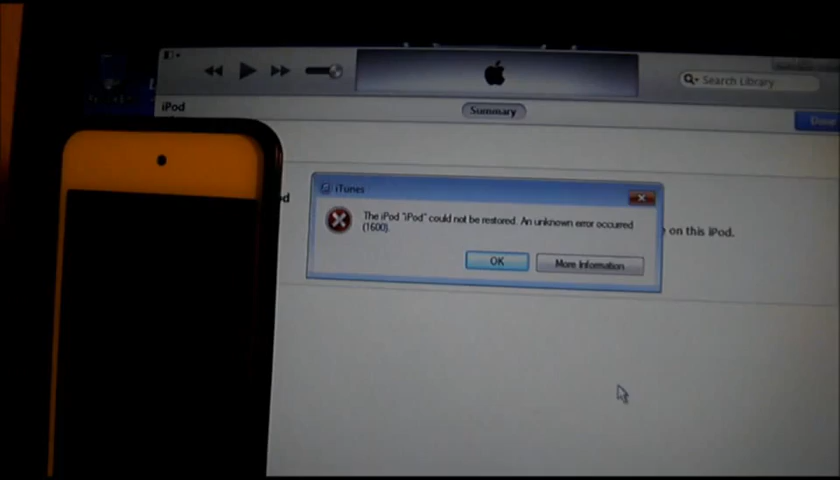 Search Library
iPod
Summary
Done
iTunes
The iPod "iPod" could not be restored. An unknown error occurred
(1600).
on this iPod.
OK
More Information